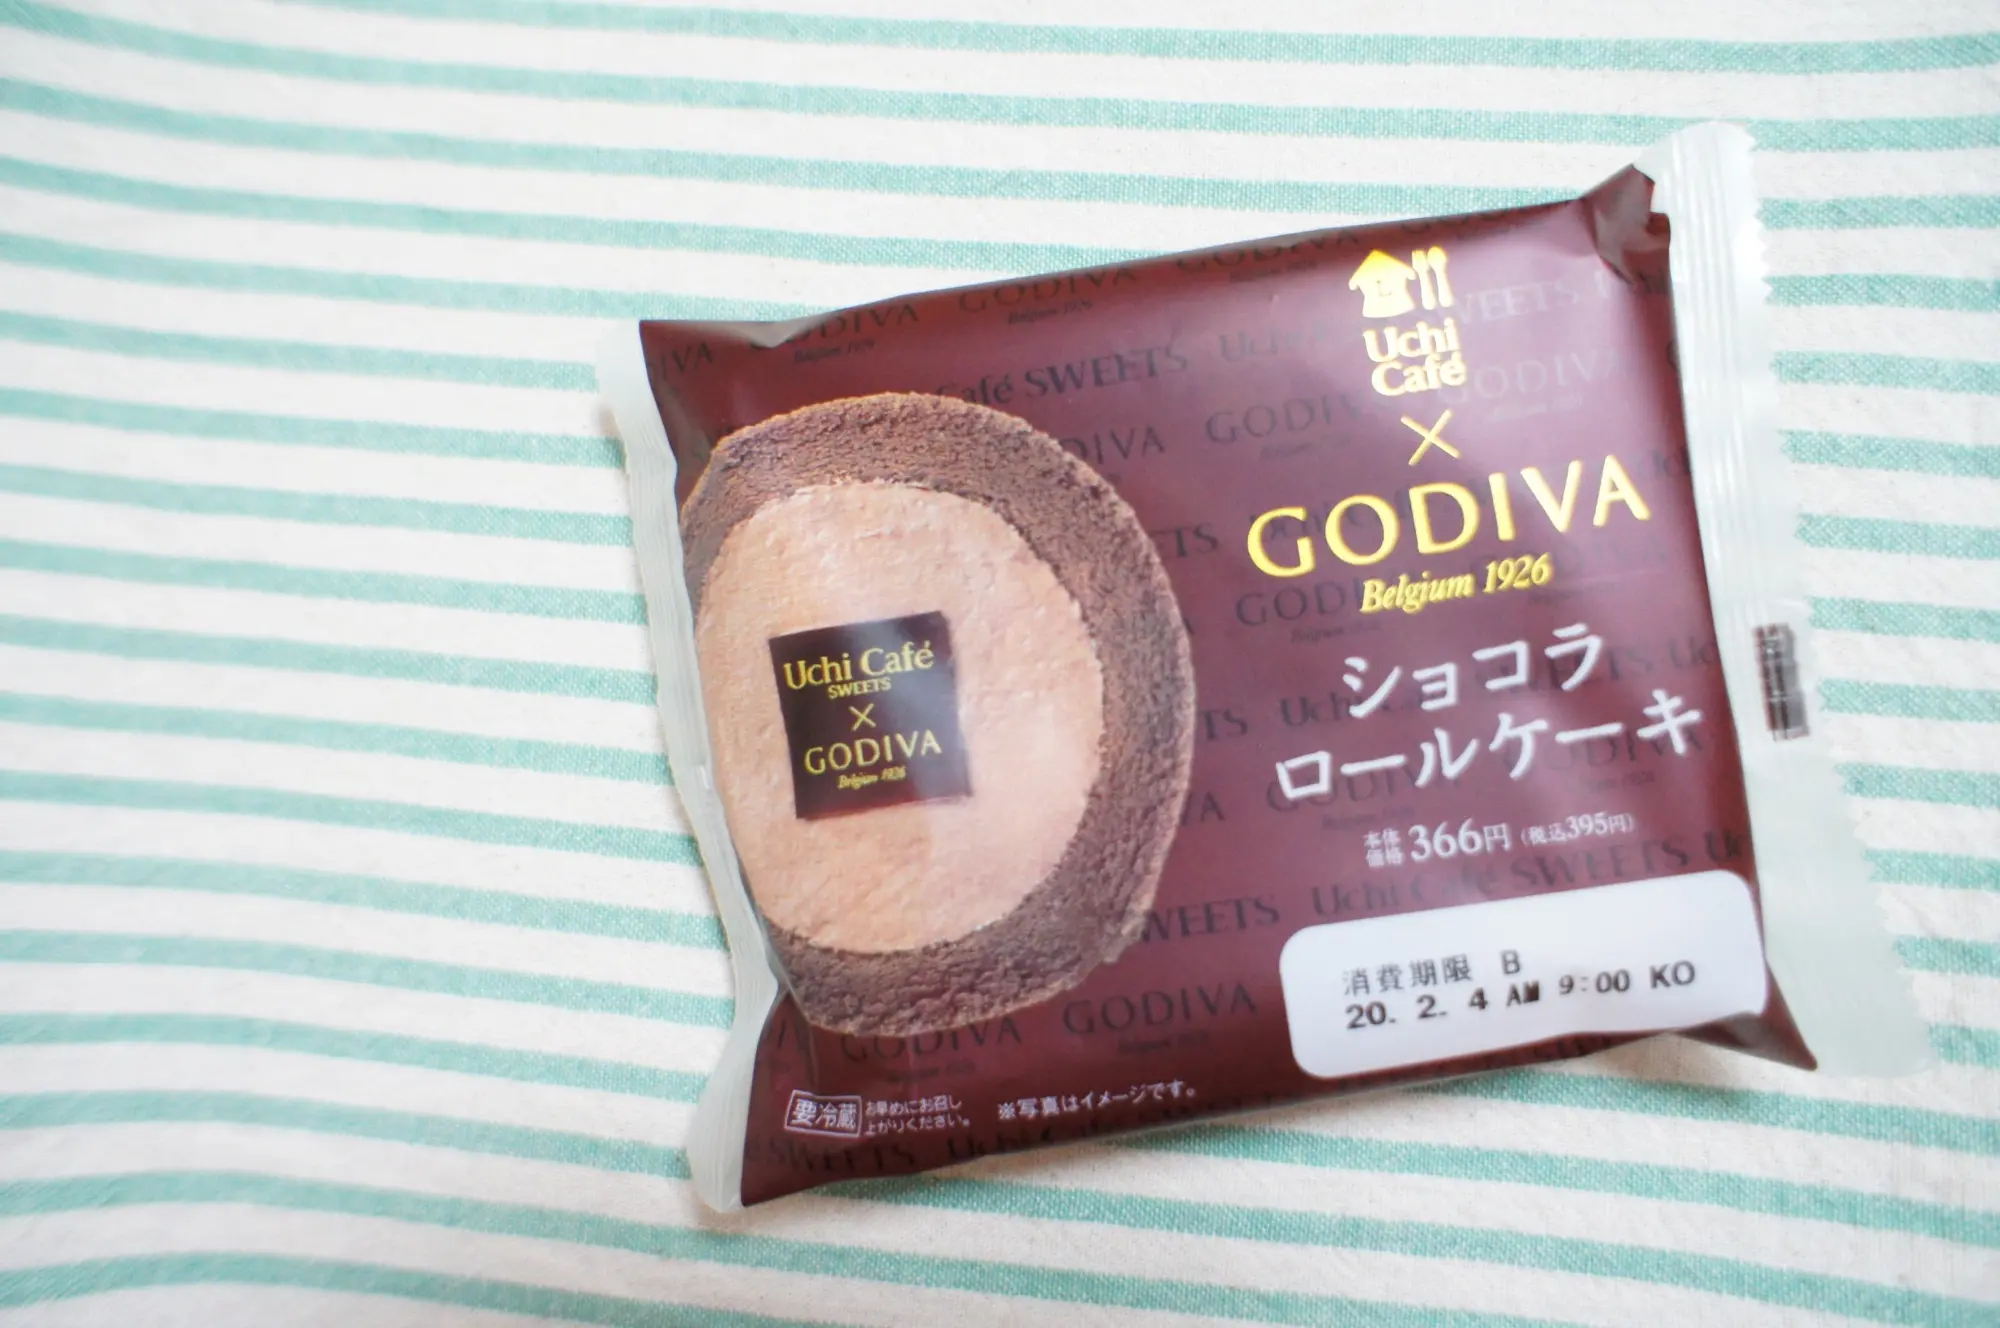 Uchi
Café
×
GODIVA
Belgium 1926
ショコラ
ロールケーキ
本体価格 366円 (税込395円)
消費期限 B
20. 2. 4 AM 9:00 KO
Uchi Café
SWEETS
×
GODIVA
Belgium 1926
要冷蔵 お早めにお召し
上がりください。
※写真はイメージです。